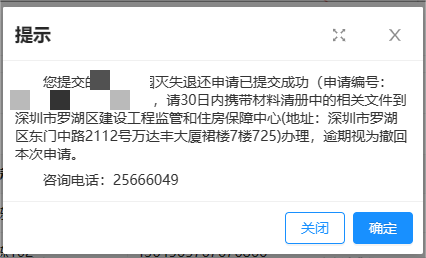 提示
您提交的 灭失退还申请已提交成功（申请编号：
，请30日内携带材料清册中的相关文件到
深圳市罗湖区建设工程监管和住房保障中心(地址：深圳市罗湖
区东门中路2112号万达丰大厦裙楼7楼725)办理，逾期视为撤回
本次申请。
咨询电话：25666049
关闭 确定